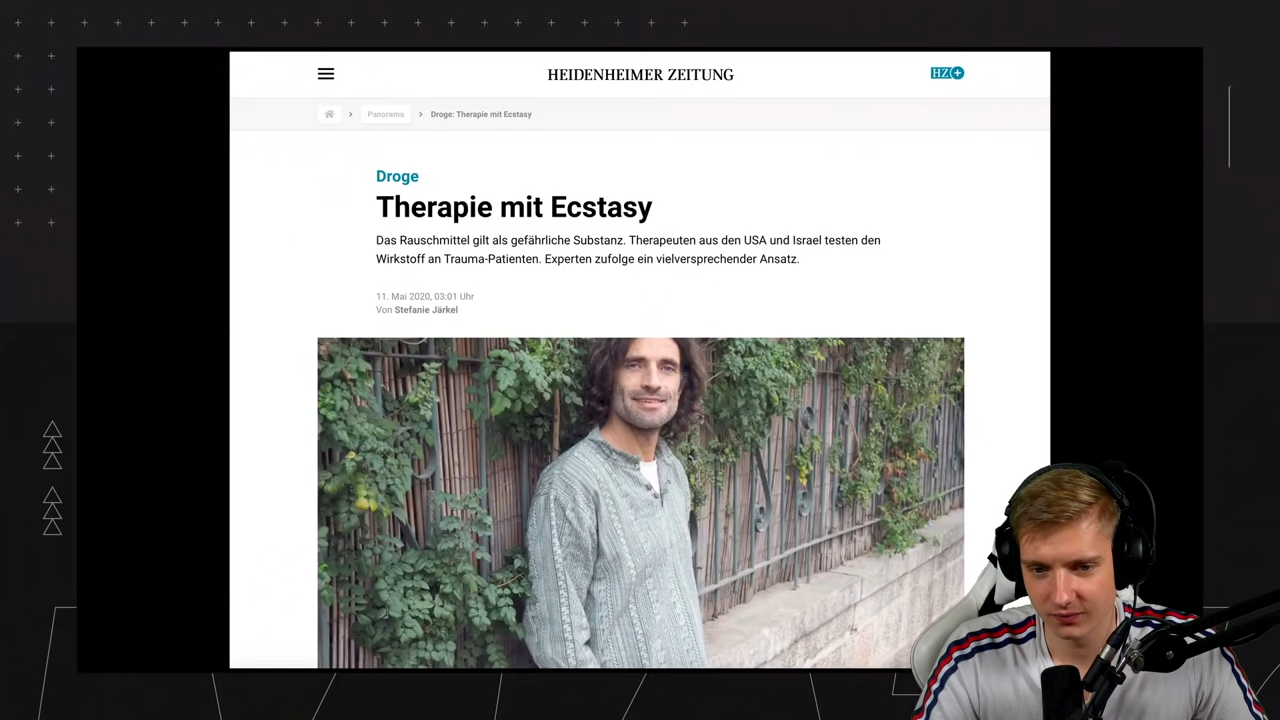 HEIDENHEIMER ZEITUNG
HZ+
Panorama
Droge: Therapie mit Ecstasy
Droge
Therapie mit Ecstasy
Das Rauschmittel gilt als gefährliche Substanz. Therapeuten aus den USA und Israel testen den
Wirkstoff an Trauma-Patienten. Experten zufolge ein vielversprechender Ansatz.
11. Mai 2020, 03:01 Uhr
Von Stefanie Järkel